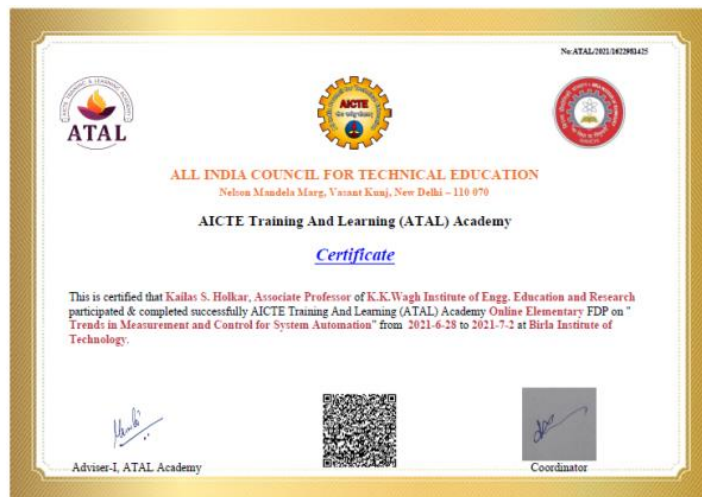 No:ATAL/2021/1622981425
ATAL
AICTE
ALL INDIA COUNCIL FOR TECHNICAL EDUCATION
Nelson Mandela Marg, Vasant Kunj, New Delhi – 110 070
AICTE Training And Learning (ATAL) Academy
Certificate
This is certified that Kailas S. Holkar, Associate Professor of K.K.Wagh Institute of Engg. Education and Research
participated & completed successfully AICTE Training And Learning (ATAL) Academy Online Elementary FDP on "
Trends in Measurement and Control for System Automation" from 2021-6-28 to 2021-7-2 at Birla Institute of
Technology.
Adviser-I, ATAL Academy
Coordinator